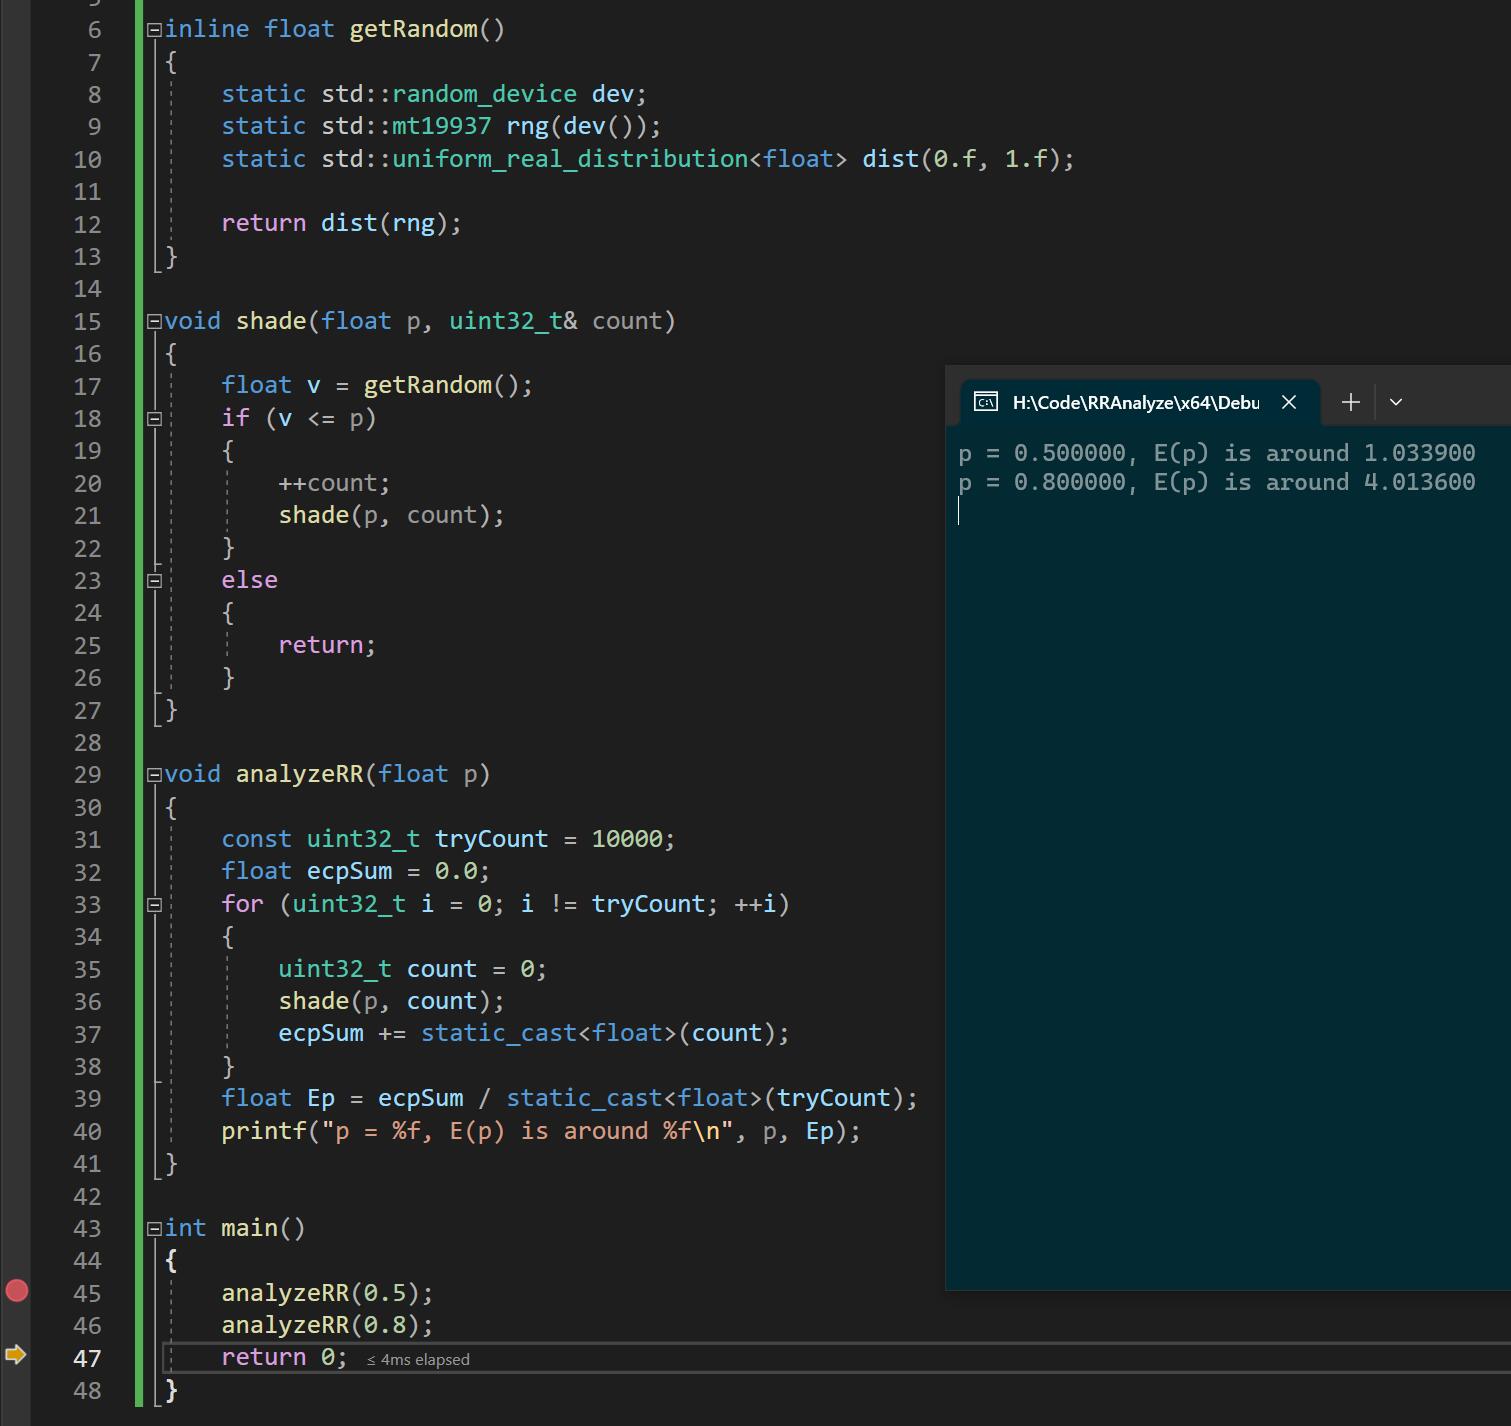 6 inline float getRandom()
7 {
8 static std::random_device dev;
9 static std::mt19937 rng(dev());
10 static std::uniform_real_distribution<float> dist(0.f, 1.f);
11
12 return dist(rng);
13 }
14
15 void shade(float p, uint32_t& count)
16 {
17 float v = getRandom();
18 if (v <= p)
19 {
20 ++count;
21 shade(p, count);
22 }
23 else
24 {
25 return;
26 }
27 }
28
29 void analyzeRR(float p)
30 {
31 const uint32_t tryCount = 10000;
32 float ecpSum = 0.0;
33 for (uint32_t i = 0; i != tryCount; ++i)
34 {
35 uint32_t count = 0;
36 shade(p, count);
37 ecpSum += static_cast<float>(count);
38 }
39 float Ep = ecpSum / static_cast<float>(tryCount);
40 printf("p = %f, E(p) is around %f\n", p, Ep);
41 }
42
43 int main()
44 {
45 analyzeRR(0.5);
46 analyzeRR(0.8);
47 return 0; ≤ 4ms elapsed
48 }
H:\Code\RRAnalyze\x64\Debu
p = 0.500000, E(p) is around 1.033900
p = 0.800000, E(p) is around 4.013600